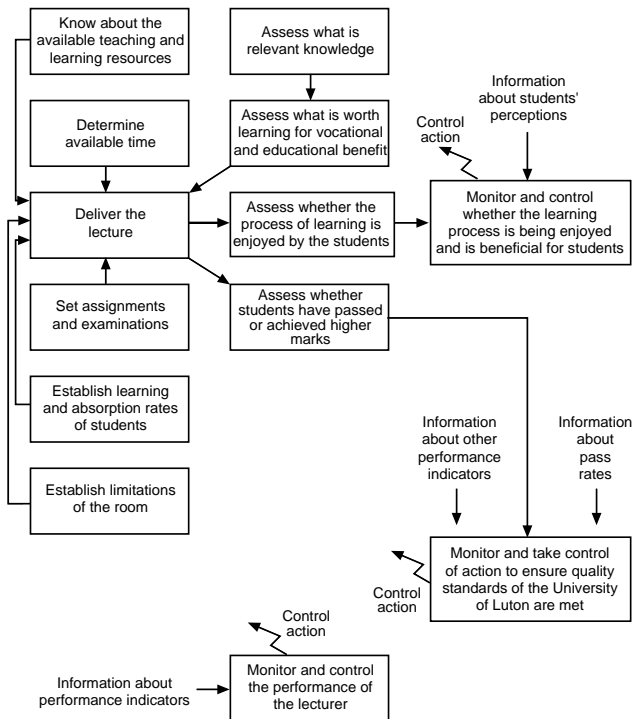 Know about the
available teaching and
learning resources
Assess what is
relevant knowledge
Information
about students'
perceptions
Control
action
Determine
available time
Assess what is worth
learning for vocational
and educational benefit
Deliver the
lecture
Assess whether the
process of learning is
enjoyed by the students
Monitor and control
whether the learning
process is being enjoyed
and is beneficial for students
Set assignments
and examinations
Assess whether
students have passed
or achieved higher
marks
Establish learning
and absorption rates
of students
Information
about other
performance
indicators
Information
about
pass
rates
Establish limitations
of the room
Monitor and take control
of action to ensure quality
standards of the University
of Luton are met
Control
action
Control
action
Information about
performance indicators
Monitor and control
the performance of
the lecturer